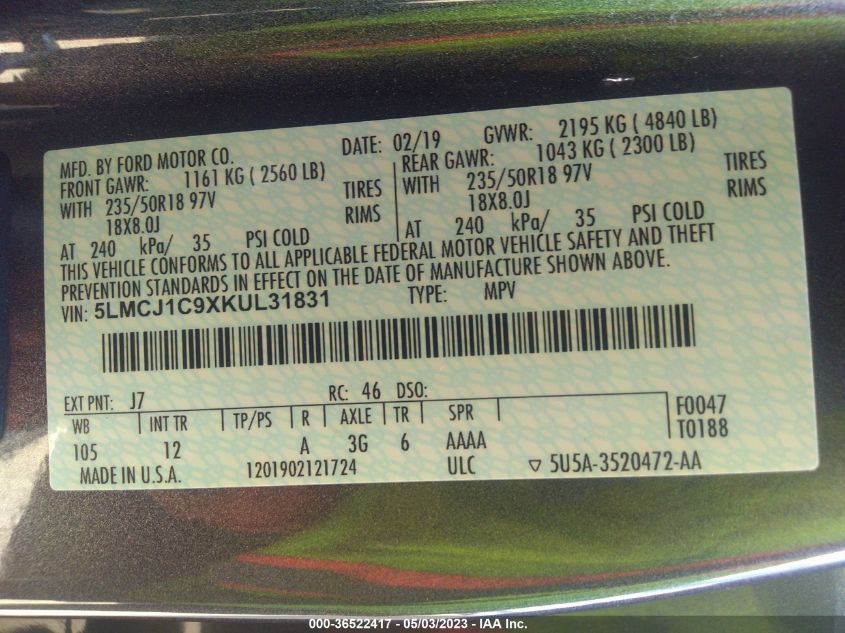 MFD. BY FORD MOTOR CO.
DATE: 02/19 GVWR: 2195 KG ( 4840 LB)
FRONT GAWR: 1161 KG ( 2560 LB)
WITH 235/50R18 97V TIRES
18X8.0J RIMS
AT 240 kPa/ 35 PSI COLD
REAR GAWR: 1043 KG ( 2300 LB)
WITH 235/50R18 97V TIRES
18X8.0J RIMS
AT 240 kPa/ 35 PSI COLD
THIS VEHICLE CONFORMS TO ALL APPLICABLE FEDERAL MOTOR VEHICLE SAFETY AND THEFT
PREVENTION STANDARDS IN EFFECT ON THE DATE OF MANUFACTURE SHOWN ABOVE.
VIN: 5LMCJ1C9XKUL31831 TYPE: MPV
EXT PNT: J7 RC: 46 DSO:
WB INT TR TP/PS R AXLE TR SPR F0047
105 12 A 3G 6 AAAA T0188
MADE IN U.S.A. 1201902121724 ULC ▽ 5U5A-3520472-AA
000-36522417 - 05/03/2023 - IAA Inc.